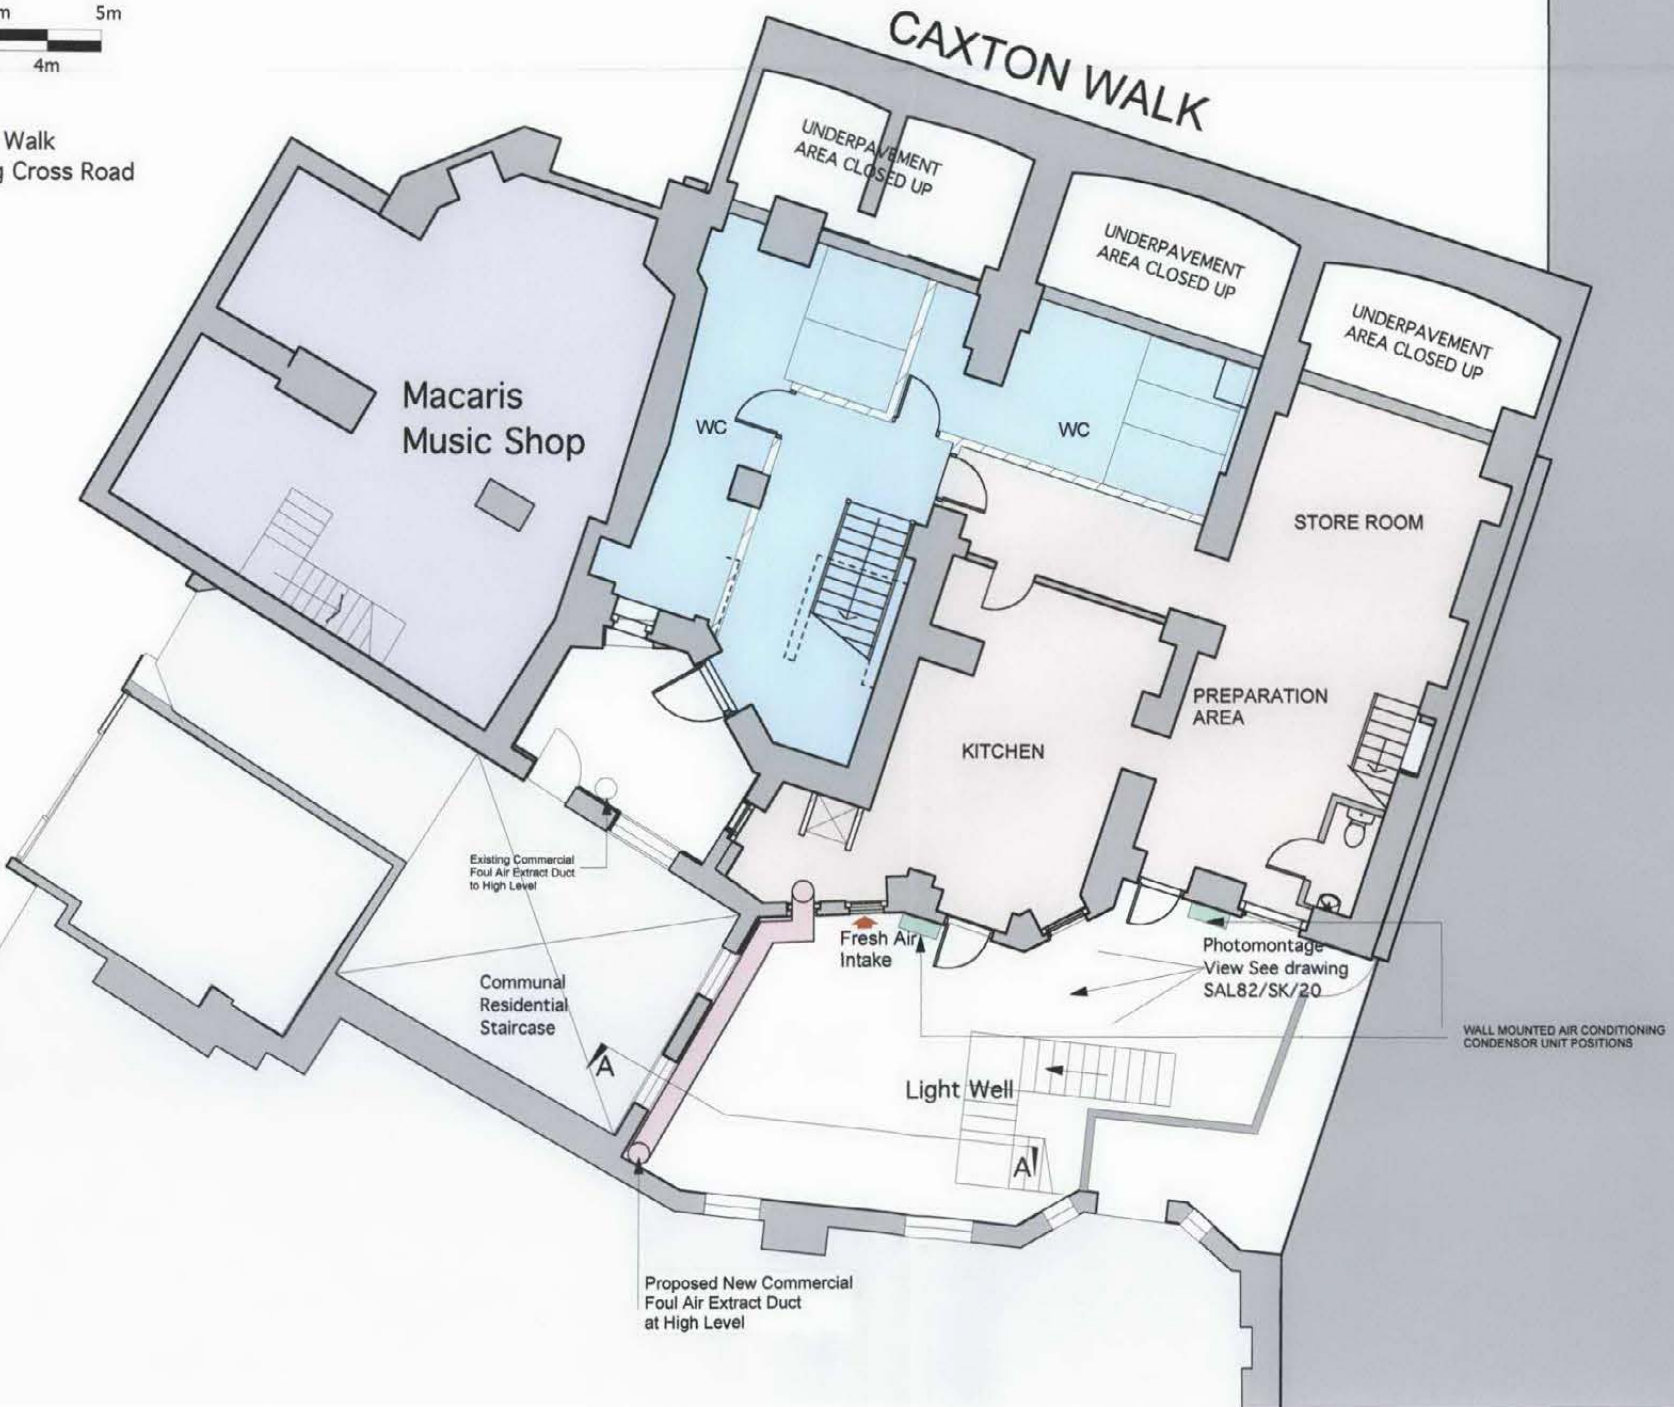 5m
4m
Walk
Cross Road
CAXTON WALK
UNDERPAVEMENT
AREA CLOSED UP
UNDERPAVEMENT
AREA CLOSED UP
UNDERPAVEMENT
AREA CLOSED UP
Macaris
Music Shop
WC
WC
STORE ROOM
PREPARATION
AREA
KITCHEN
Existing Commercial
Foul Air Extract Duct
to High Level
Fresh Air
Intake
Photomontage
View See drawing
SAL82/SK/20
Communal
Residential
Staircase
WALL MOUNTED AIR CONDITIONING
CONDENSOR UNIT POSITIONS
A
Light Well
A
Proposed New Commercial
Foul Air Extract Duct
at High Level